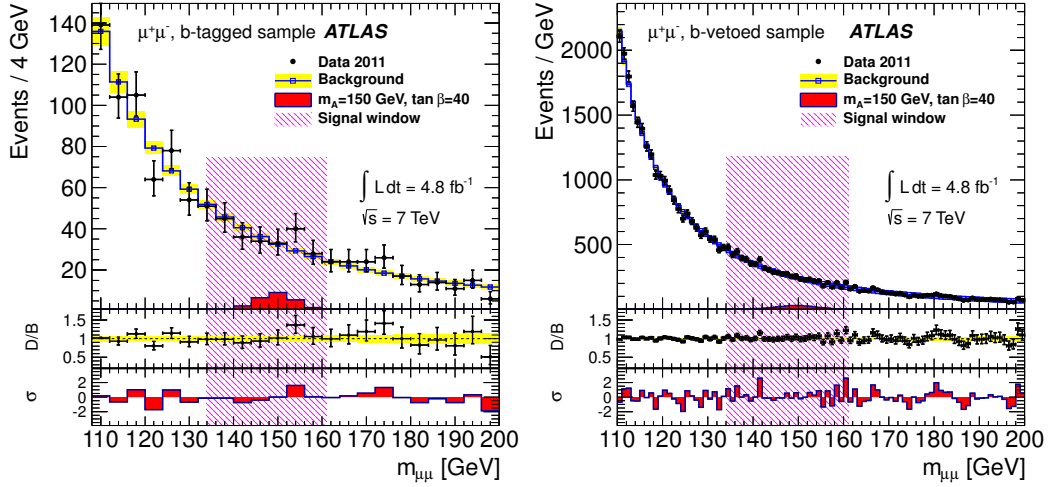 μ⁺μ⁻, b-tagged sample ATLAS
Data 2011
Background
m_A=150 GeV, tan β=40
Signal window
∫ L dt = 4.8 fb⁻¹
√s = 7 TeV
Events / 4 GeV
140
120
100
80
60
40
20
D/B
1.5
1
0.5
σ
2
0
-2
110 120 130 140 150 160 170 180 190 200
m_μμ [GeV]
μ⁺μ⁻, b-vetoed sample ATLAS
Data 2011
Background
m_A=150 GeV, tan β=40
Signal window
∫ L dt = 4.8 fb⁻¹
√s = 7 TeV
Events / GeV
2000
1500
1000
500
D/B
1.5
1
0.5
σ
2
0
-2
110 120 130 140 150 160 170 180 190 200
m_μμ [GeV]